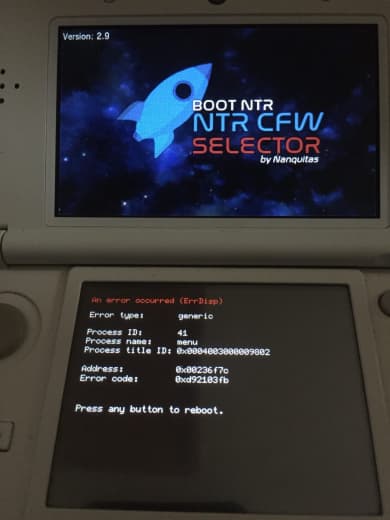 Version: 2.9
BOOT NTR
NTR CFW
SELECTOR
by Nanquitas
An error occurred (ErrDisp)
Error type: generic
Process ID: 41
Process name: menu
Process title ID: 0x0004003000009802
Address: 0x00236f7c
Error code: 0xd92103fb
Press any button to reboot.